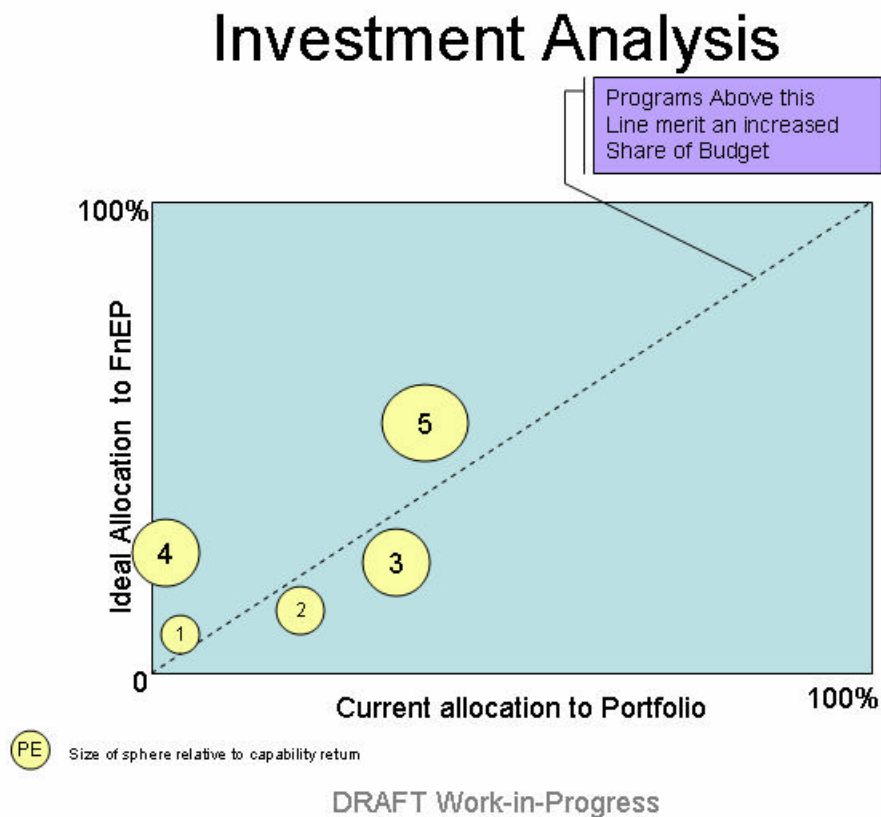 Investment Analysis
Programs Above this
Line merit an increased
Share of Budget
100%
Ideal Allocation to FnEP
5
4
3
2
1
0
100%
Current allocation to Portfolio
PE
Size of sphere relative to capability return
DRAFT Work-in-Progress